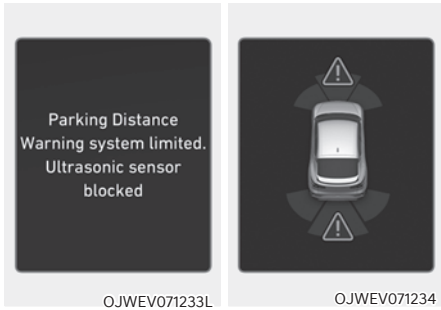 Parking Distance
Warning system limited.
Ultrasonic sensor
blocked
OJWEV071233L
OJWEV071234